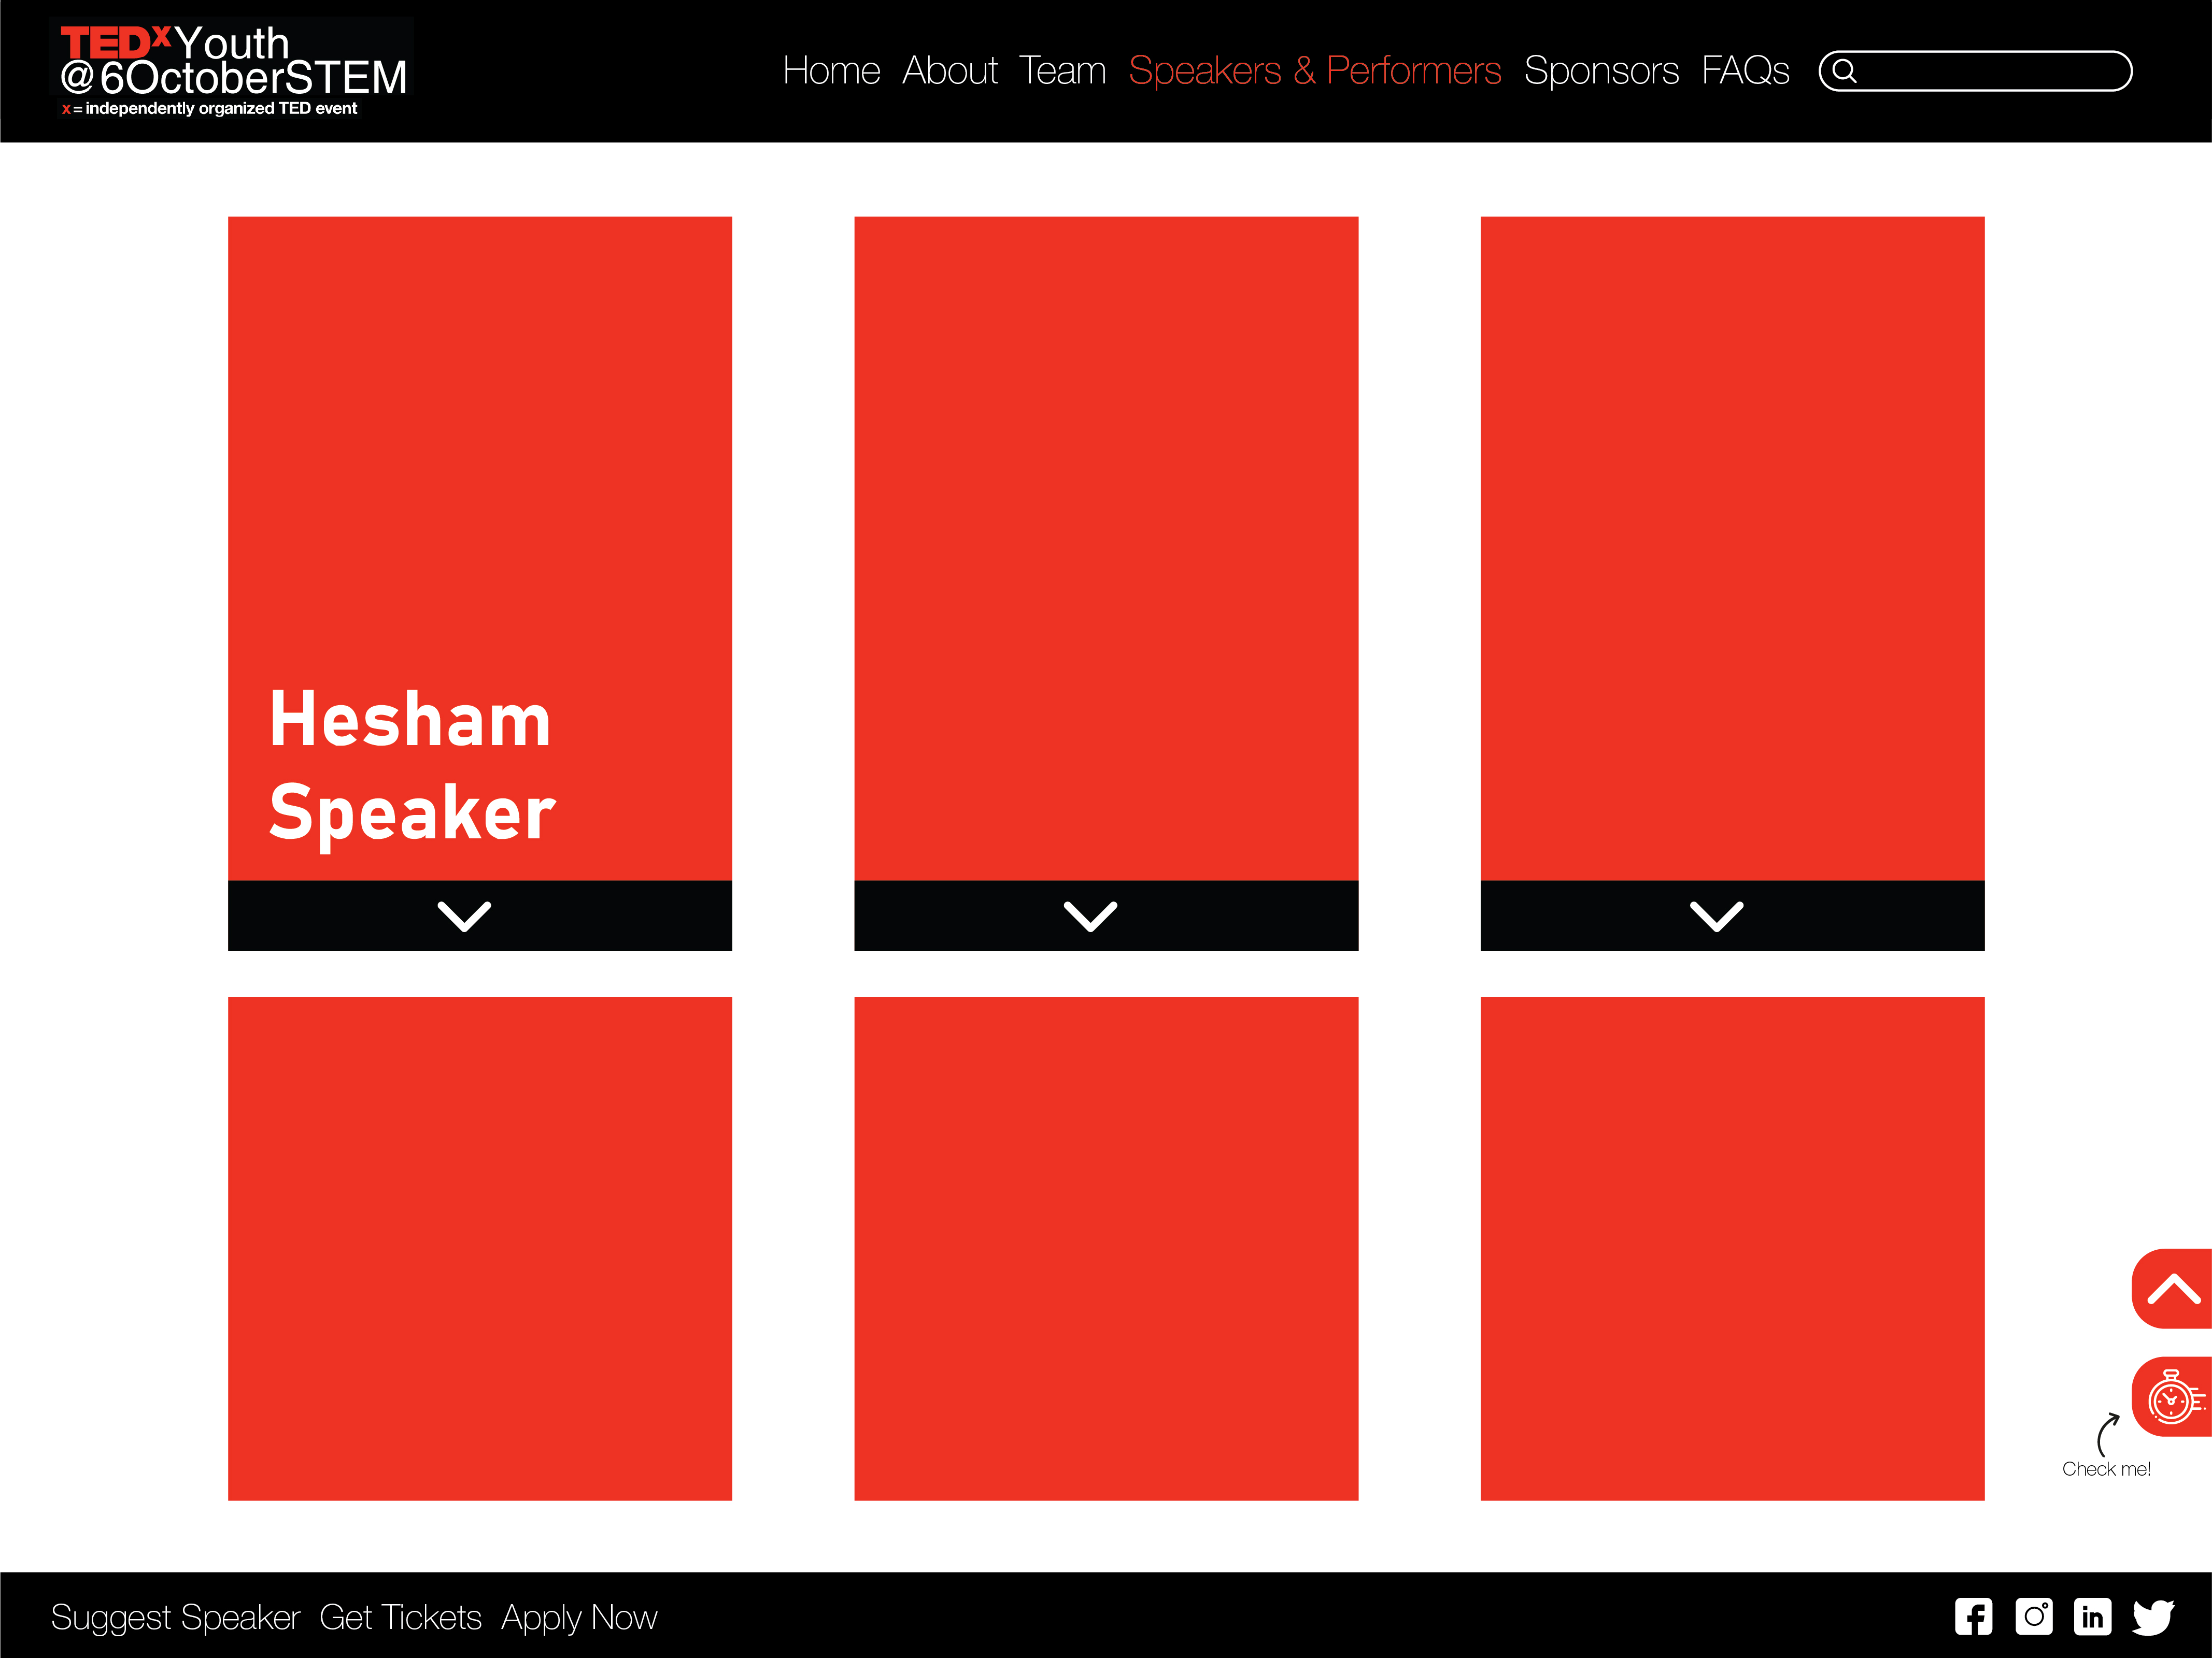 TEDxYouth
@6OctoberSTEM
x = independently organized TED event
Home About Team Speakers & Performers Sponsors FAQs
Hesham
Speaker
Check me!
Suggest Speaker Get Tickets Apply Now